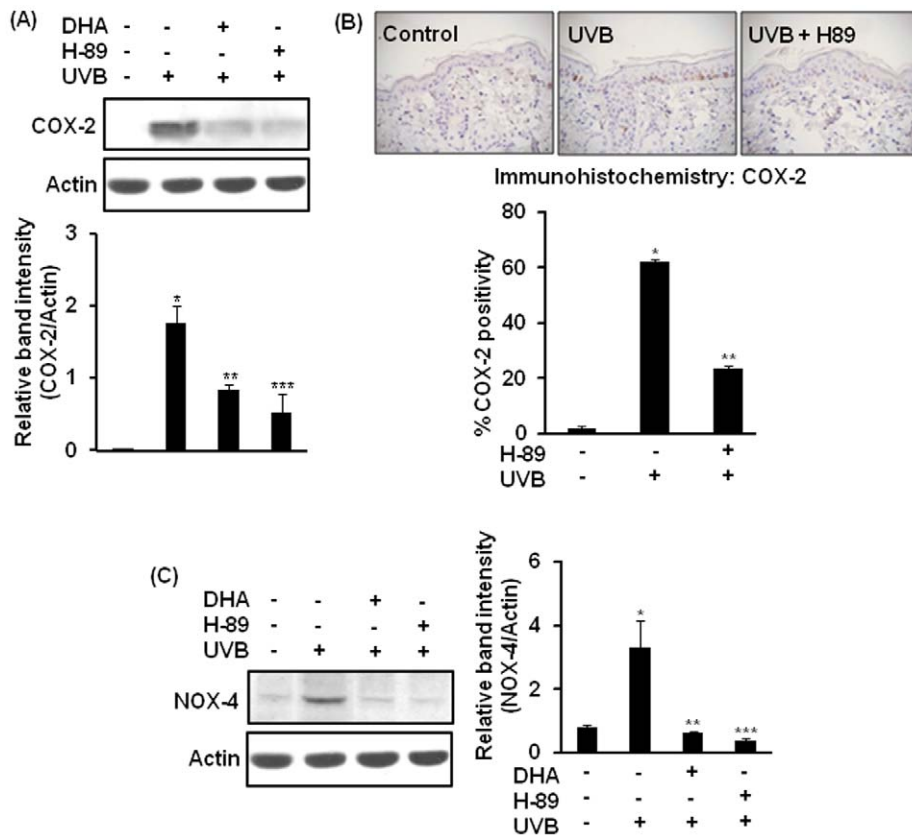 (A)
DHA - - + -
H-89 - - - +
UVB - + + +
COX-2
Actin
Relative band intensity
(COX-2/Actin)
3
2
1
0
*
**
***
(B)
Control
UVB
UVB + H89
Immunohistochemistry: COX-2
% COX-2 positivity
80
60
40
20
0
*
**
H-89 - - +
UVB - + +
(C)
DHA - - + -
H-89 - - - +
UVB - + + +
NOX-4
Actin
Relative band intensity
(NOX-4/Actin)
6
4
2
0
*
**
***
DHA - - + -
H-89 - - - +
UVB - + + +